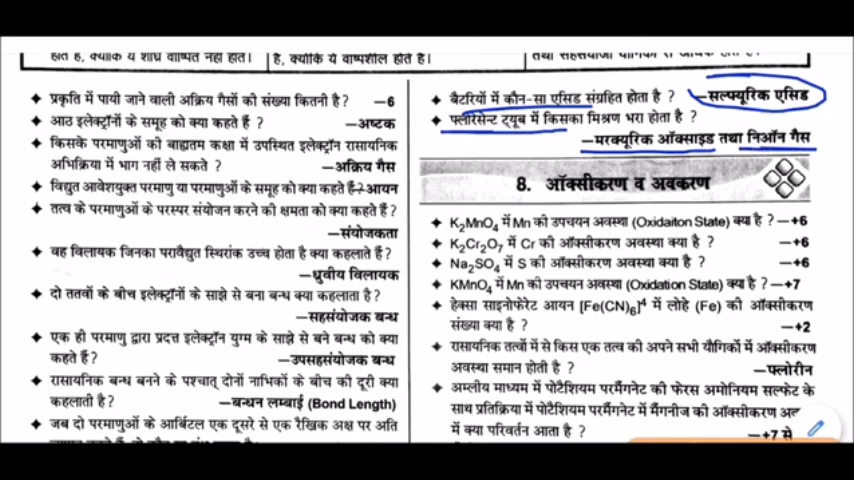 होते हैं, क्योंकि ये शीघ्र वाष्पित नहीं होते।
है, क्योंकि ये वाष्पशील होते हैं।
✦ प्रकृति में पायी जाने वाली अक्रिय गैसों की संख्या कितनी है? –6
✦ आठ इलेक्ट्रॉनों के समूह को क्या कहते हैं? –अष्टक
✦ किसके परमाणुओं की बाह्यतम कक्षा में उपस्थित इलेक्ट्रान रासायनिक
अभिक्रिया में भाग नहीं ले सकते? –अक्रिय गैस
✦ विद्युत आवेशयुक्त परमाणु या परमाणुओं के समूह को क्या कहते हैं?–आयन
✦ तत्व के परमाणुओं के परस्पर संयोजन करने की क्षमता को क्या कहते हैं?
–संयोजकता
✦ वह विलायक जिनका परावैद्युत स्थिरांक उच्च होता है क्या कहलाते हैं?
–ध्रुवीय विलायक
✦ दो ततवों के बीच इलेक्ट्रॉनों के साझे से बना बन्ध क्या कहलाता है?
–सहसंयोजक बन्ध
✦ एक ही परमाणु द्वारा प्रदत्त इलेक्ट्रॉन युग्म के साझे से बने बन्ध को क्या
कहते हैं? –उपसहसंयोजक बन्ध
✦ रासायनिक बन्ध बनने के पश्चात् दोनों नाभिकों के बीच की दूरी क्या
कहलाती है? –बन्धन लम्बाई (Bond Length)
✦ जब दो परमाणुओं के आर्बिटल एक दूसरे से एक रैखिक अक्ष पर अति
✦ बैटरियों में कौन-सा एसिड संग्रहित होता है? –सल्फ्यूरिक एसिड
✦ फ्लोरेसेन्ट ट्यूब में किसका मिश्रण भरा होता है?
–मरक्यूरिक ऑक्साइड तथा निऑन गैस
8. ऑक्सीकरण व अवकरण
✦ K₂MnO₄ में Mn की उपचयन अवस्था (Oxidaiton State) क्या है? –+6
✦ K₂Cr₂O₇ में Cr की ऑक्सीकरण अवस्था क्या है? –+6
✦ Na₂SO₄ में S की ऑक्सीकरण अवस्था क्या है? –+6
✦ KMnO₄ में Mn की उपचयन अवस्था (Oxidation State) क्या है? –+7
✦ हेक्सा साइनोफेरेट आयन [Fe(CN)₆]⁴ में लोहे (Fe) की ऑक्सीकरण
संख्या क्या है? –+2
✦ रासायनिक तत्वों में से किस एक तत्व की अपने सभी यौगिकों में ऑक्सीकरण
अवस्था समान होती है? –फ्लोरीन
✦ अम्लीय माध्यम में पोटैशियम परमैंगनेट की फेरस अमोनियम सल्फेट के
साथ प्रतिक्रिया में पोटैशियम परमैंगनेट में मैंगनीज की ऑक्सीकरण
में क्या परिवर्तन आता है? –+7 से